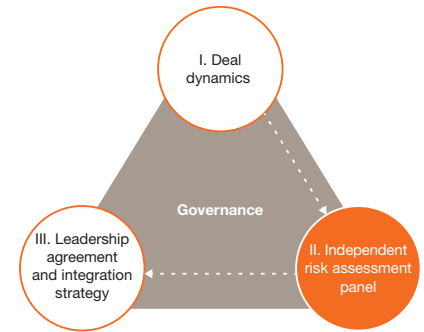 I. Deal
dynamics
Governance
III. Leadership
agreement
and integration
strategy
II. Independent
risk assessment
panel